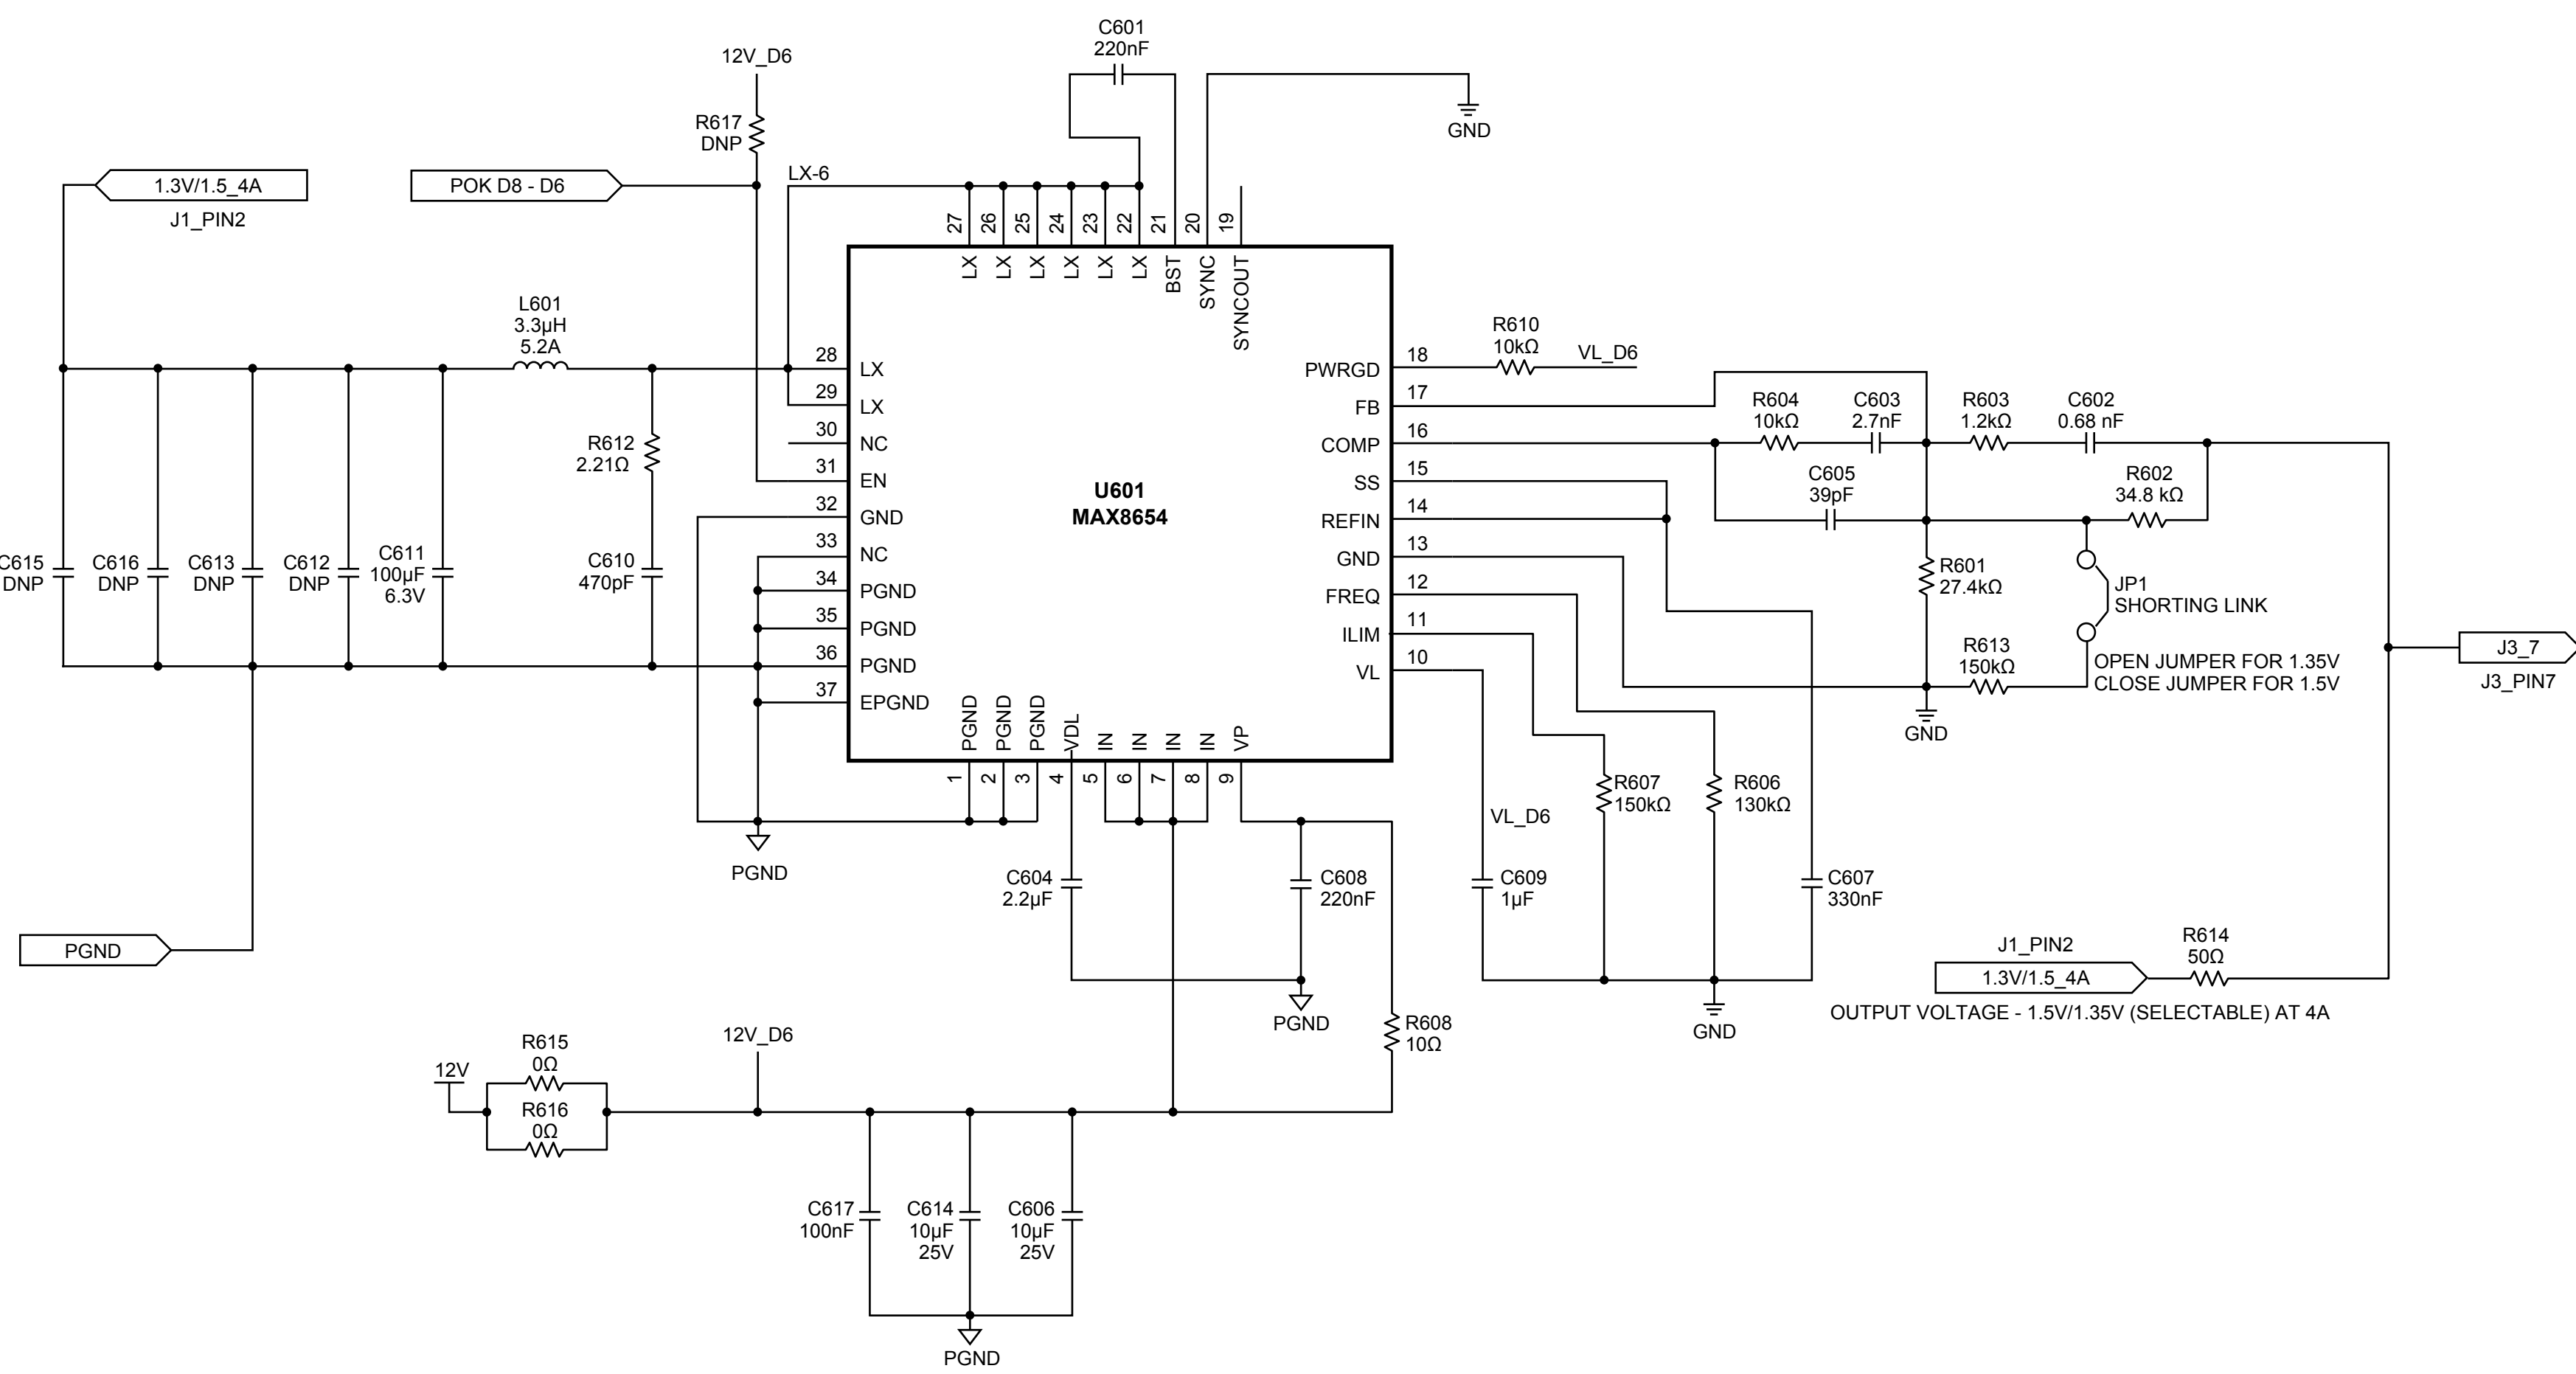 C601
220nF
12V_D6
R617
DNP
GND
1.3V/1.5_4A
J1_PIN2
POK D8 - D6
LX-6
27
26
25
24
23
22
21
20
19
LX
LX
LX
LX
LX
LX
BST
SYNC
SYNCOUT
L601
3.3µH
5.2A
28
LX
29
LX
30
NC
31
EN
32
GND
33
NC
34
PGND
35
PGND
36
PGND
37
EPGND
U601
MAX8654
PWRGD
18
FB
17
COMP
16
SS
15
REFIN
14
GND
13
FREQ
12
ILIM
11
VL
10
R610
10kΩ
VL_D6
R604
10kΩ
C603
2.7nF
R603
1.2kΩ
C602
0.68 nF
C605
39pF
R602
34.8 kΩ
R601
27.4kΩ
JP1
SHORTING LINK
R613
150kΩ
OPEN JUMPER FOR 1.35V
CLOSE JUMPER FOR 1.5V
GND
J3_7
J3_PIN7
R612
2.21Ω
C610
470pF
C615
DNP
C616
DNP
C613
DNP
C612
DNP
C611
100µF
6.3V
PGND
PGND
PGND
VDL
IN
IN
IN
IN
VP
1
2
3
4
5
6
7
8
9
PGND
PGND
C604
2.2µF
C608
220nF
PGND
R608
10Ω
VL_D6
C609
1µF
R607
150kΩ
R606
130kΩ
C607
330nF
GND
J1_PIN2
1.3V/1.5_4A
R614
50Ω
OUTPUT VOLTAGE - 1.5V/1.35V (SELECTABLE) AT 4A
12V
R615
0Ω
R616
0Ω
12V_D6
C617
100nF
C614
10µF
25V
C606
10µF
25V
PGND